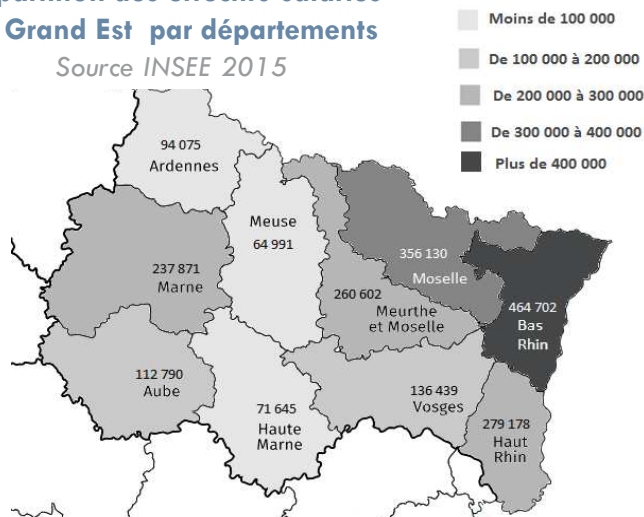 Grand Est par départements
Source INSEE 2015
Moins de 100 000
De 100 000 à 200 000
De 200 000 à 300 000
De 300 000 à 400 000
Plus de 400 000
94 075
Ardennes
Meuse
64 991
237 871
Marne
356 130
Moselle
260 602
Meurthe
et Moselle
464 702
Bas
Rhin
112 790
Aube
71 645
Haute
Marne
136 439
Vosges
279 178
Haut
Rhin